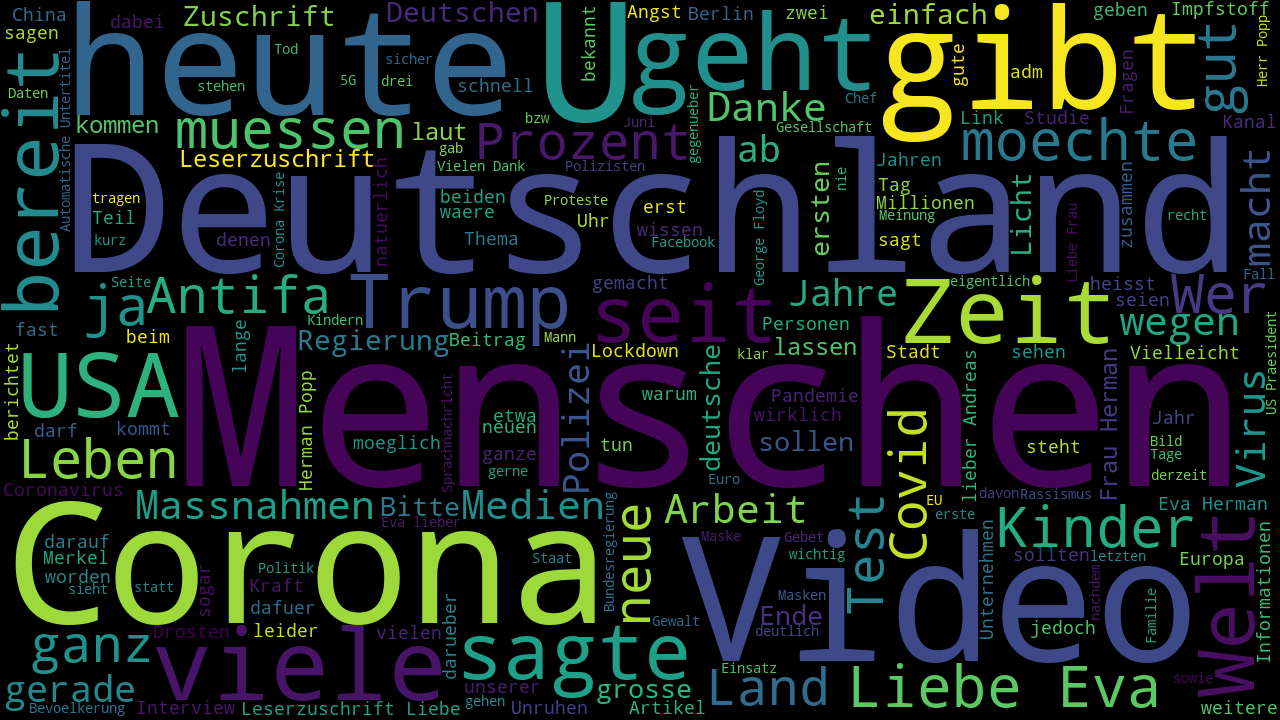 China
dabei
Zuschrift
Deutschen
Angst
Berlin
zwei
einfach
geben
Impfstoff
sagen
heute
Tod
sicher
U
bekannt
geht
gibt
gute
adm
Fragen
gut
Herr Popp
bereit
Daten
Automatische Untertitel
stehen
5G
drei
schnell
Chef
kommen
muessen
laut
bzw
Juni
gegenueber
Danke
Gesellschaft
Link
Studie
Kanal
gab
Prozent
ab
moechte
Leserzuschrift
Vielen Dank
Polizisten
Jahren
macht
Deutschland
tragen
Teil
kurz
denen
Corona Krise
natuerlich
beiden
waere
Thema
Proteste
Uhr
erst
wissen
Facebook
George Floyd
ersten
nie
Tag
Millionen
Meinung
sagt
Licht
Liebe Frau
zusammen
recht
Seite
ja
Antifa
Trump
gemacht
seit
Jahre
eigentlich
Zeit
heisst
seien
Wer
Fall
fast
beim
lange
Kindern
Regierung
Beitrag
Mann
Personen
wegen
berichtet
USA
Menschen
Polizei
Lockdown
klar
lassen
Stadt
sehen
Vielleicht
US Praesident
darf
kommt
Herman Popp
moeglich
Sprachnachricht
etwa
neuen
ganze
gerne
tun
warum
deutsche
Pandemie
wirklich
sollen
Covid
lieber Andreas
steht
Frau Herman
Jahr
Bild
Tage
derzeit
Virus
Leben
Euro
Coronavirus
Massnahmen
Bitte
Medien
Eva lieber
Bundesregierung
neue
Arbeit
Test
EU
erste
davon
Rassismus
Eva Herman
Corona
darauf
Merkel
worden
sieht
statt
sogar
Politik
Kraft
dafuer
Staat
Maske
Gebet
wichtig
Video
Masken
Ende
deutlich
Unternehmen
Kinder
sollten
letzten
nachdem
Europa
Welt
Informationen
Drosten
leider
vielen
darueber
Gewalt
jedoch
Familie
ganz
viele
sagte
Einsatz
gerade
unserer
grosse
Land
Liebe Eva
sowie
Bevoelkerung
Interview
Leserzuschrift Liebe
gehen
Unruhen
Artikel
weitere